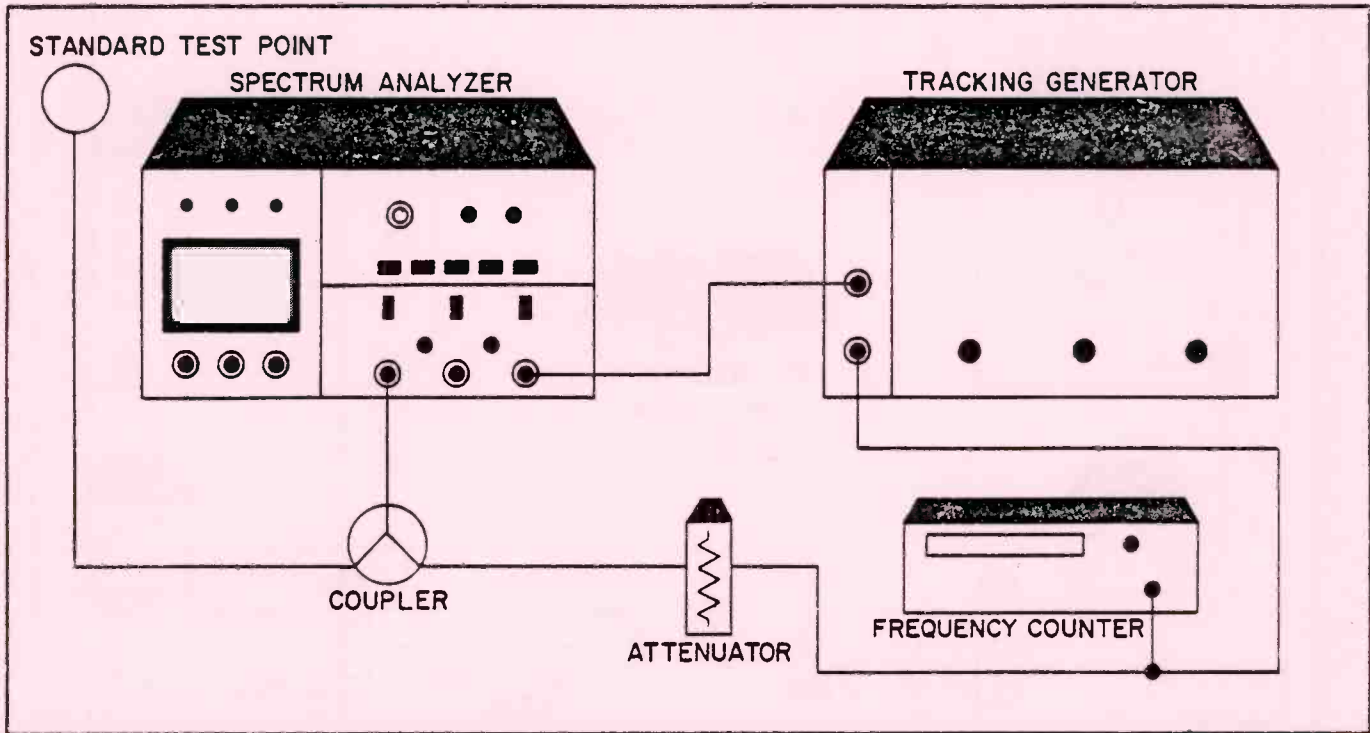 STANDARD TEST POINT
SPECTRUM ANALYZER
TRACKING GENERATOR
COUPLER
ATTENUATOR
FREQUENCY COUNTER